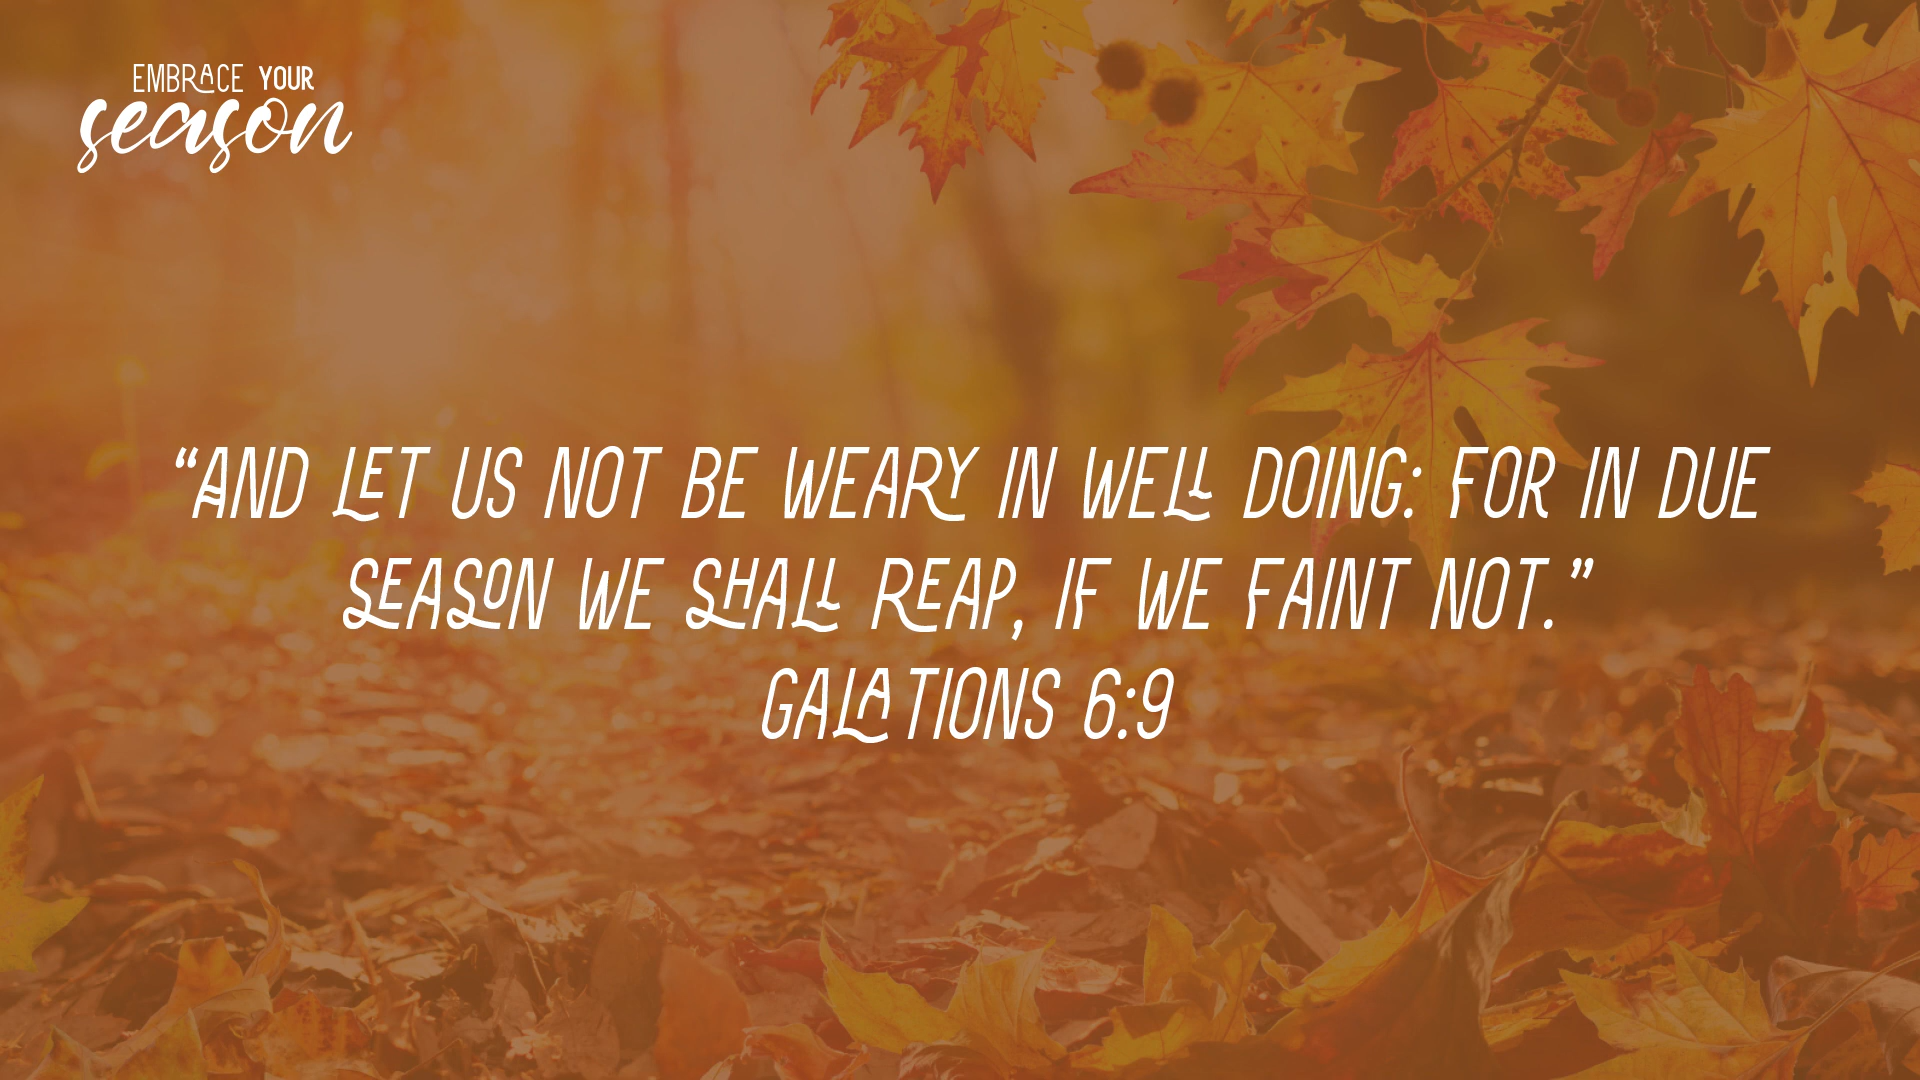 EMBRACE YOUR
season
“AND LET US NOT BE WEARY IN WELL DOING: FOR IN DUE
SEASON WE SHALL REAP, IF WE FAINT NOT.”
GALATIONS 6:9